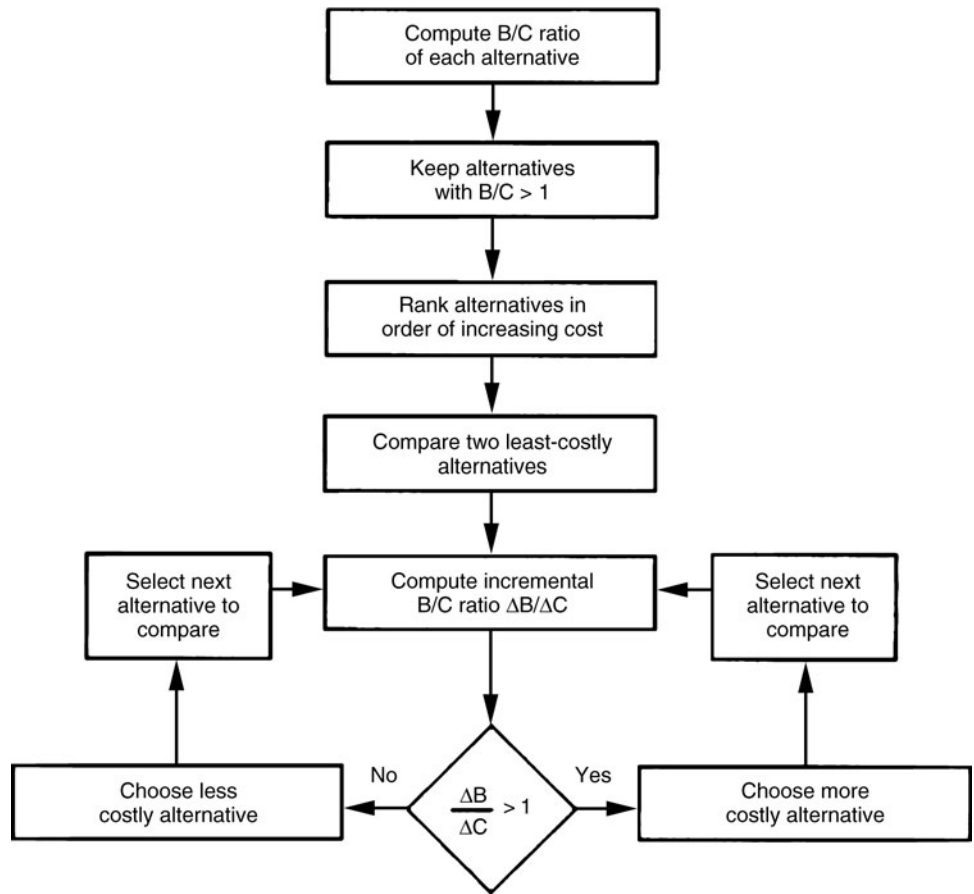 Compute B/C ratio
of each alternative
Keep alternatives
with B/C > 1
Rank alternatives in
order of increasing cost
Compare two least-costly
alternatives
Select next
alternative to
compare
Compute incremental
B/C ratio ΔB/ΔC
Select next
alternative to
compare
Choose less
costly alternative
No
ΔB
ΔC
> 1
Yes
Choose more
costly alternative